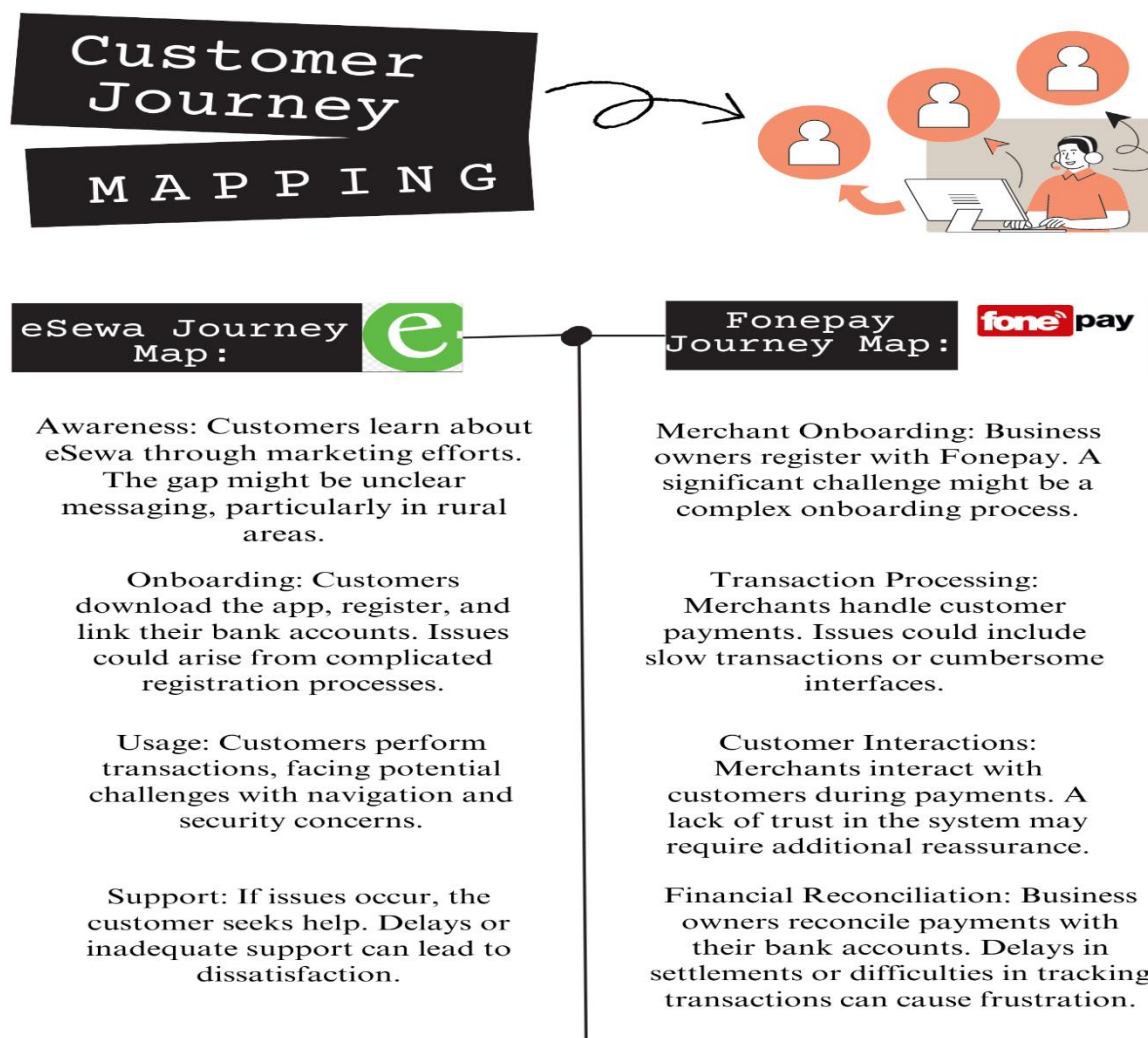 Customer
Journey
MAPPING
eSewa Journey
Map:
e
Awareness: Customers learn about
eSewa through marketing efforts.
The gap might be unclear
messaging, particularly in rural
areas.
Onboarding: Customers
download the app, register, and
link their bank accounts. Issues
could arise from complicated
registration processes.
Usage: Customers perform
transactions, facing potential
challenges with navigation and
security concerns.
Support: If issues occur, the
customer seeks help. Delays or
inadequate support can lead to
dissatisfaction.
Fonepay
Journey Map:
fonepay
Merchant Onboarding: Business
owners register with Fonepay. A
significant challenge might be a
complex onboarding process.
Transaction Processing:
Merchants handle customer
payments. Issues could include
slow transactions or cumbersome
interfaces.
Customer Interactions:
Merchants interact with
customers during payments. A
lack of trust in the system may
require additional reassurance.
Financial Reconciliation: Business
owners reconcile payments with
their bank accounts. Delays in
settlements or difficulties in tracking
transactions can cause frustration.